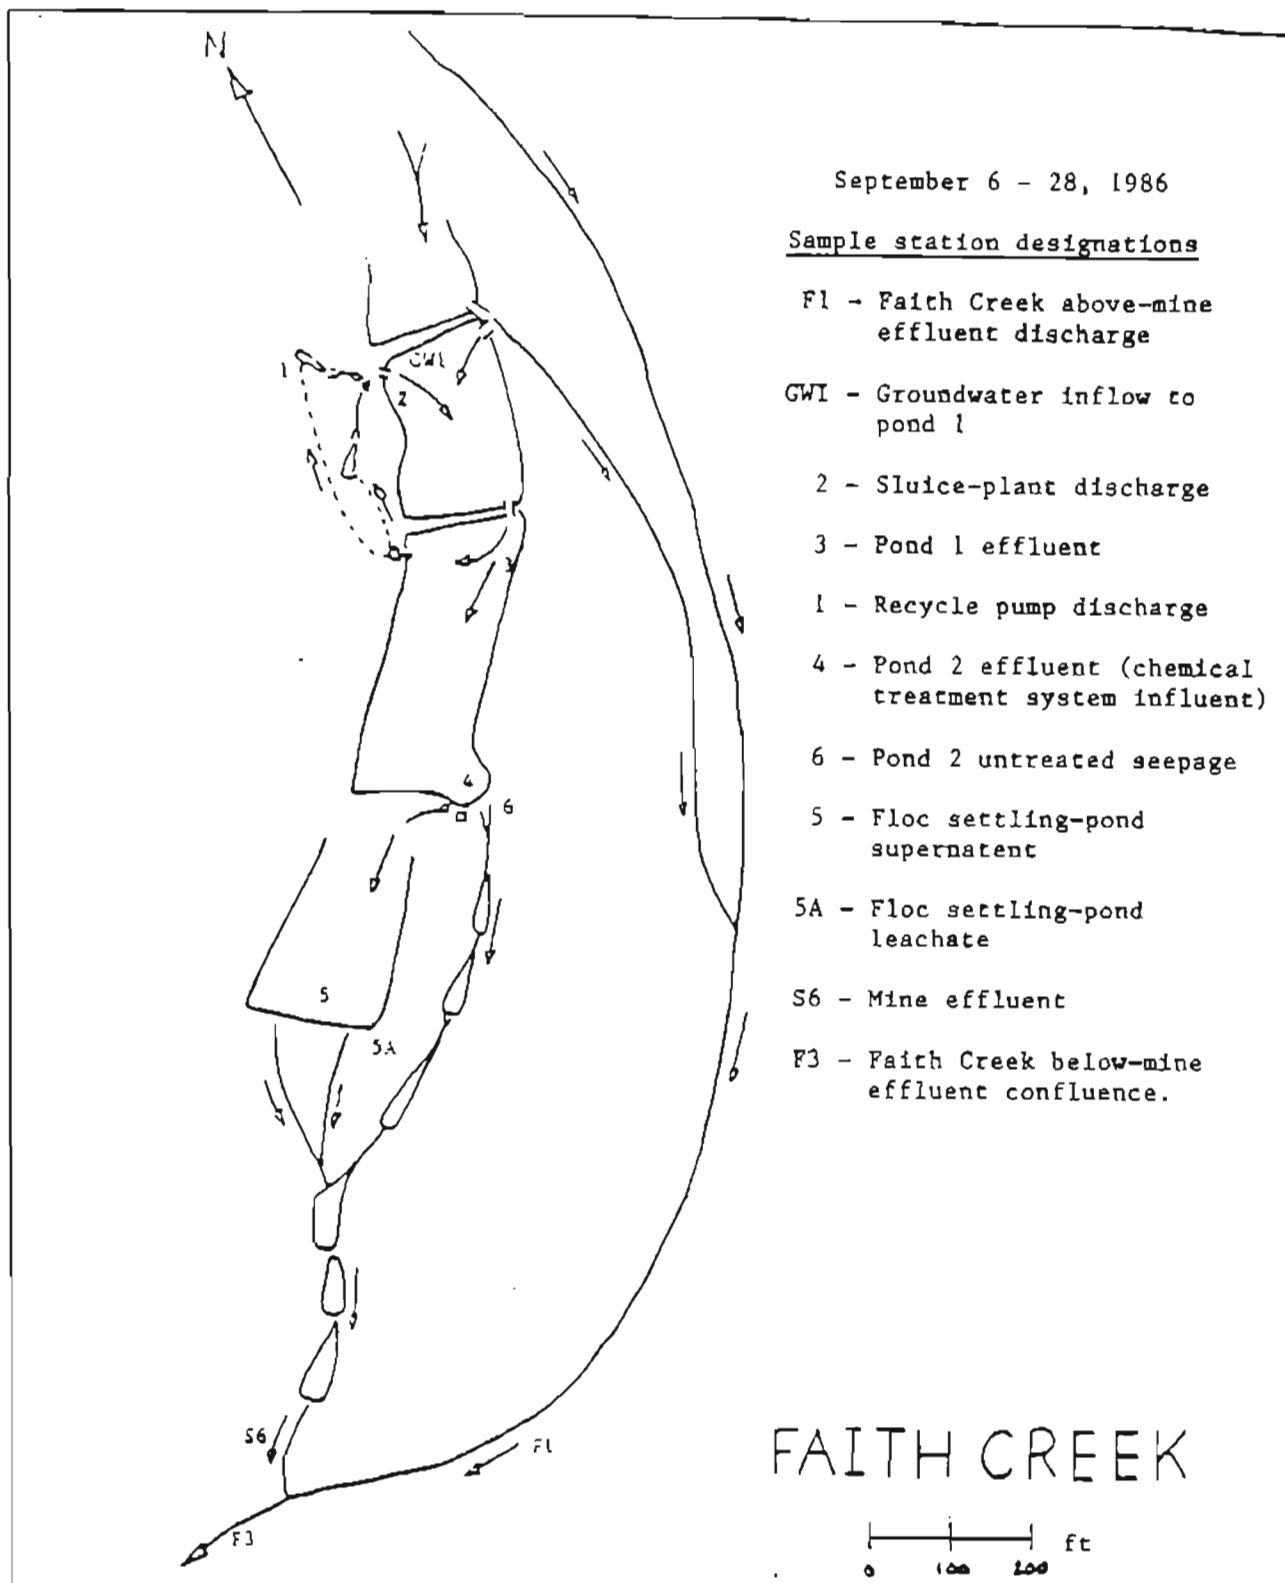 N
September 6 - 28, 1986
Sample station designations
F1 - Faith Creek above-mine
effluent discharge
GWI - Groundwater inflow to
pond 1
2 - Sluice-plant discharge
3 - Pond 1 effluent
1 - Recycle pump discharge
4 - Pond 2 effluent (chemical
treatment system influent)
6 - Pond 2 untreated seepage
5 - Floc settling-pond
supernatent
5A - Floc settling-pond
leachate
S6 - Mine effluent
F3 - Faith Creek below-mine
effluent confluence.
GWI
1
2
3
4
6
5
5A
S6
F1
F3
FAITH CREEK
ft
0 100 200